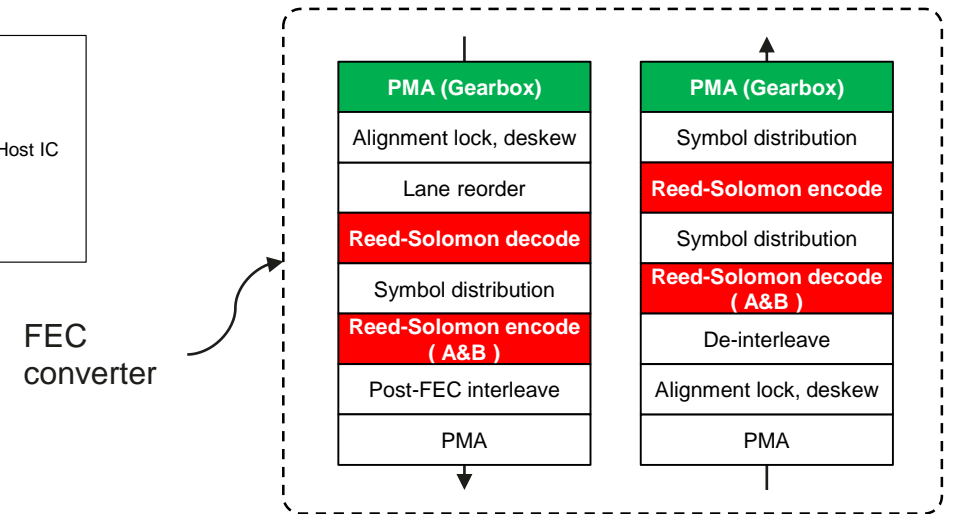 Host IC
FEC
converter
PMA (Gearbox)
Alignment lock, deskew
Lane reorder
Reed-Solomon decode
Symbol distribution
Reed-Solomon encode
( A&B )
Post-FEC interleave
PMA
PMA (Gearbox)
Symbol distribution
Reed-Solomon encode
Symbol distribution
Reed-Solomon decode
( A&B )
De-interleave
Alignment lock, deskew
PMA